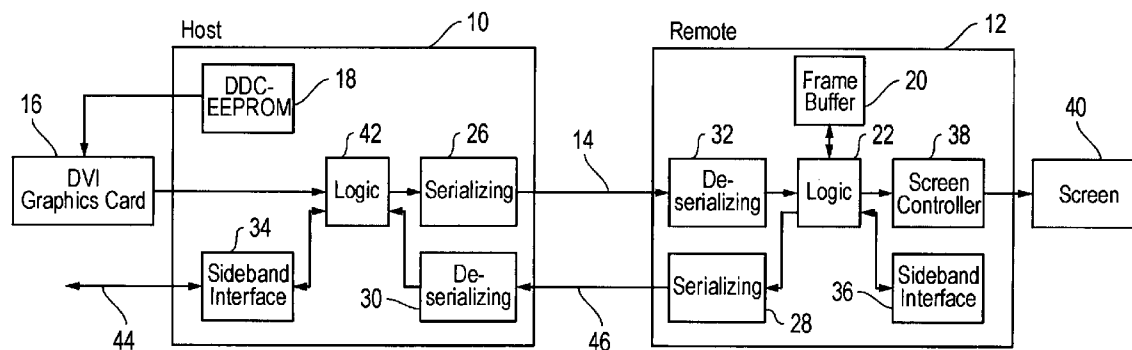 Host
10
Remote
12
DDC-
EEPROM
18
Frame
Buffer
20
16
42
26
14
32
22
38
40
DVI
Graphics Card
Logic
Serializing
De-
serializing
Logic
Screen
Controller
Screen
34
Sideband
Interface
De-
serializing
30
Serializing
28
36
Sideband
Interface
44
46